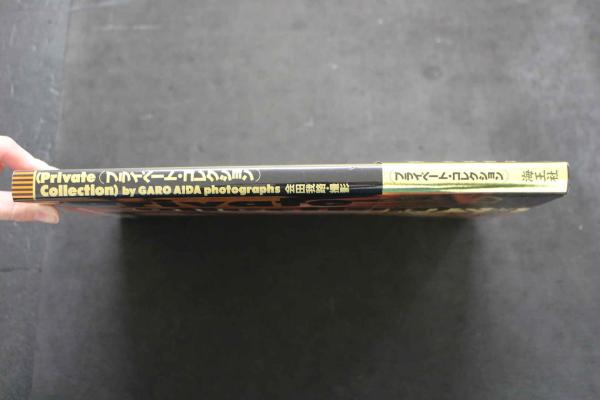 (Private Collection)
(プライベート・コレクション)
by GARO AIDA photographs 会田我路・撮影
(プライベート・コレクション)
海王社